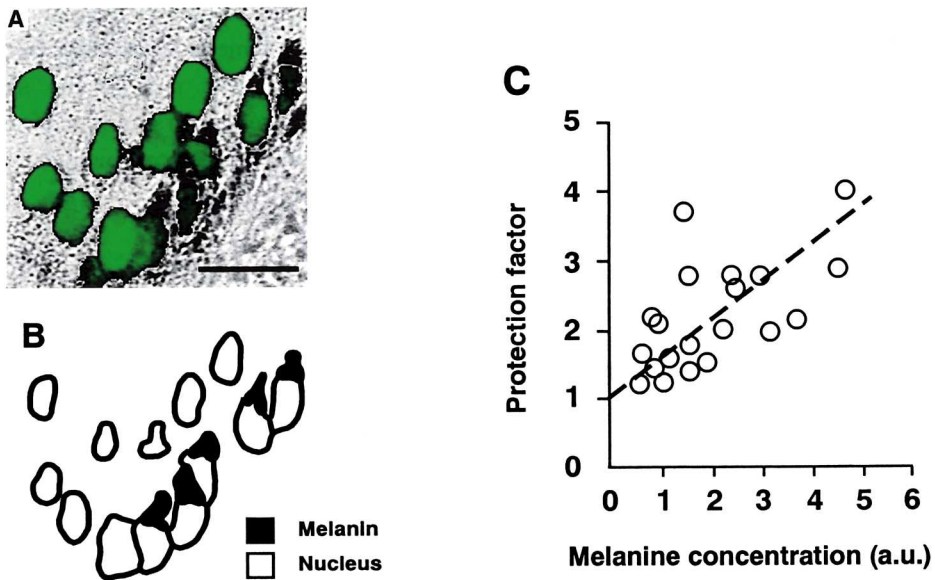 A
B
Melanin
Nucleus
C
Protection factor
5
4
3
2
1
0
0 1 2 3 4 5 6
Melanine concentration (a.u.)